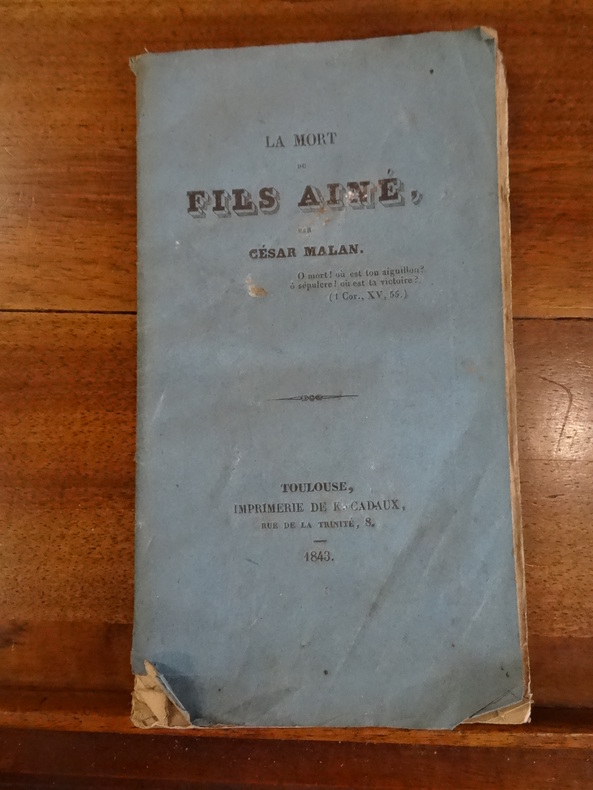 LA MORT
DU
FILS AINÉ,
PAR
CÉSAR MALAN.
O mort! où est ton aiguillon?
ô sépulcre! où est ta victoire?
(1 Cor., XV, 55.)
TOULOUSE,
IMPRIMERIE DE K. CADAUX,
RUE DE LA TRINITÉ, 8.
1843.